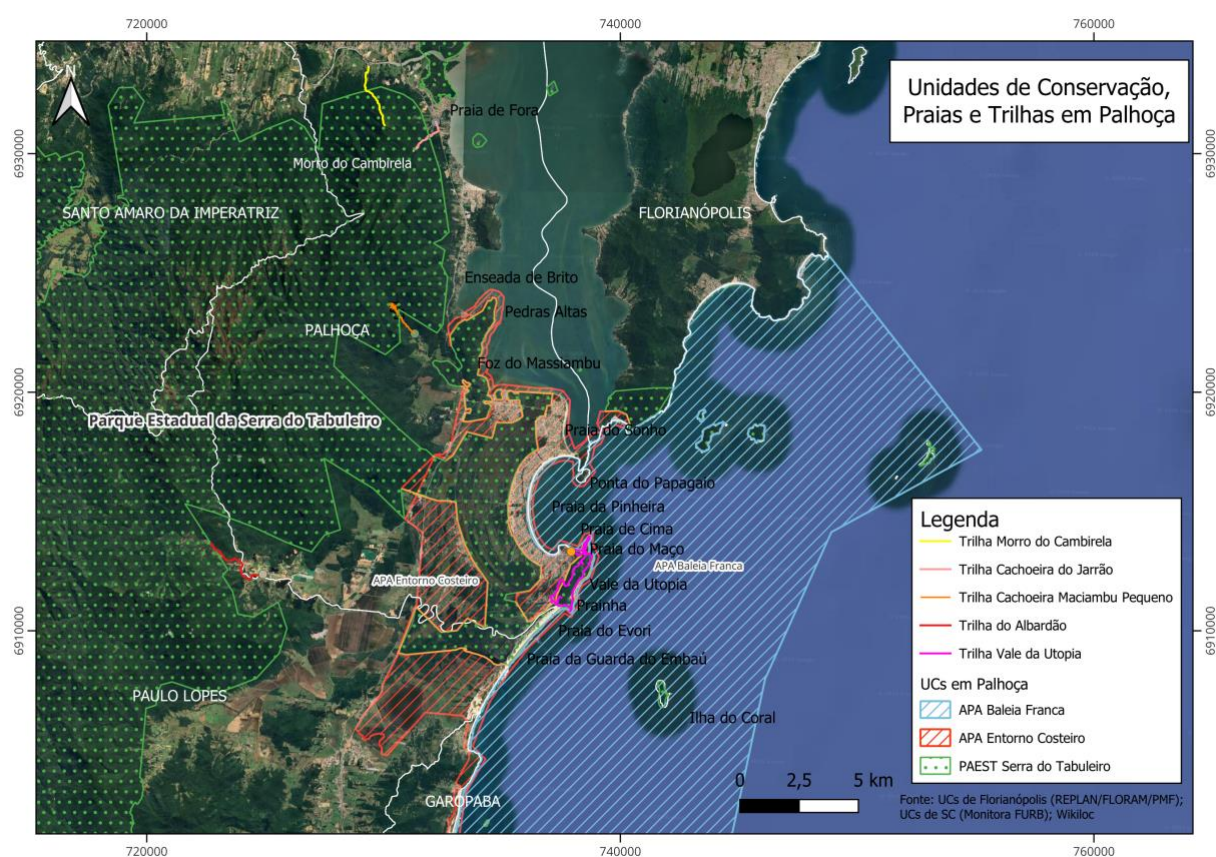 720000
740000
760000
N
Unidades de Conservação,
Praias e Trilhas em Palhoça
6930000
6930000
Praia de Fora
Morro do Cambirela
SANTO AMARO DA IMPERATRIZ
FLORIANÓPOLIS
Enseada de Brito
Pedras Altas
PALHOÇA
Foz do Massiambu
6920000
6920000
Parque Estadual da Serra do Tabuleiro
Praia do Sonho
Ponta do Papagaio
Praia da Pinheira
Praia de Cima
Praia do Maço
APA Baleia Franca
APA Entorno Costeiro
Vale da Utopia
Prainha
6910000
6910000
Praia do Evori
Praia da Guarda do Embaú
PAULO LOPES
Ilha do Coral
GAROPABA
Legenda
Trilha Morro do Cambirela
Trilha Cachoeira do Jarrão
Trilha Cachoeira Maciambu Pequeno
Trilha do Albardão
Trilha Vale da Utopia
UCs em Palhoça
APA Baleia Franca
APA Entorno Costeiro
PAEST Serra do Tabuleiro
0 2,5 5 km
Fonte: UCs de Florianópolis (REPLAN/FLORAM/PMF);
UCs de SC (Monitora FURB); Wikiloc
720000
740000
760000